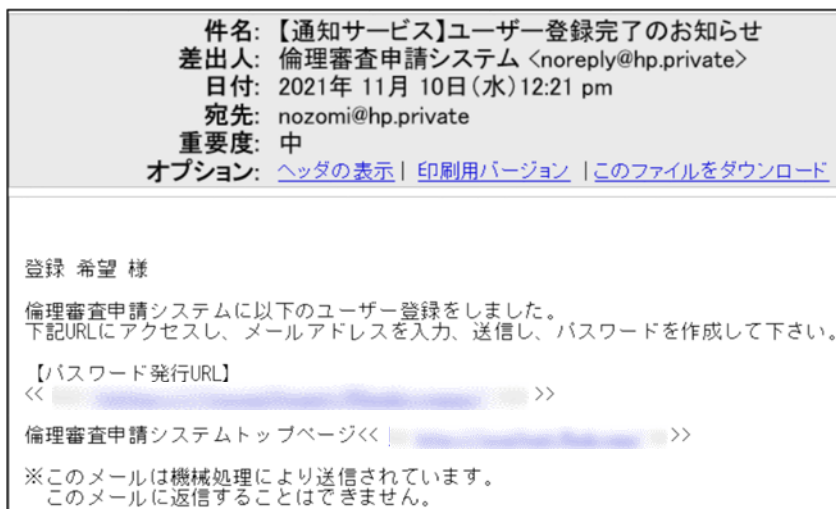 件名: 【通知サービス】ユーザー登録完了のお知らせ
差出人: 倫理審査申請システム <noreply@hp.private>
日付: 2021年 11月 10日(水)12:21 pm
宛先: nozomi@hp.private
重要度: 中
オプション: ヘッダの表示 | 印刷用バージョン | このファイルをダウンロード
登録 希望 様
倫理審査申請システムに以下のユーザー登録をしました。
下記URLにアクセスし、メールアドレスを入力、送信し、パスワードを作成して下さい。
【パスワード発行URL】
<< >>
倫理審査申請システムトップページ<< >>
※このメールは機械処理により送信されています。
このメールに返信することはできません。